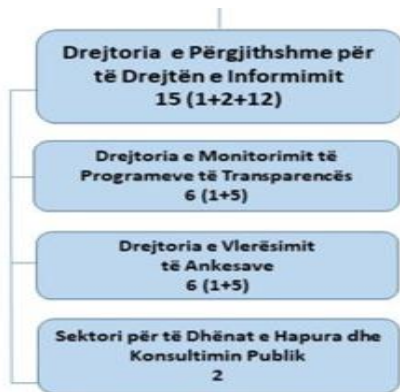 Drejtoria e Përgjithshme për
të Drejtën e Informimit
15 (1+2+12)
Drejtoria e Monitorimit të
Programeve të Transparencës
6 (1+5)
Drejtoria e Vlerësimit
të Ankesave
6 (1+5)
Sektori për të Dhënat e Hapura dhe
Konsultimin Publik
2